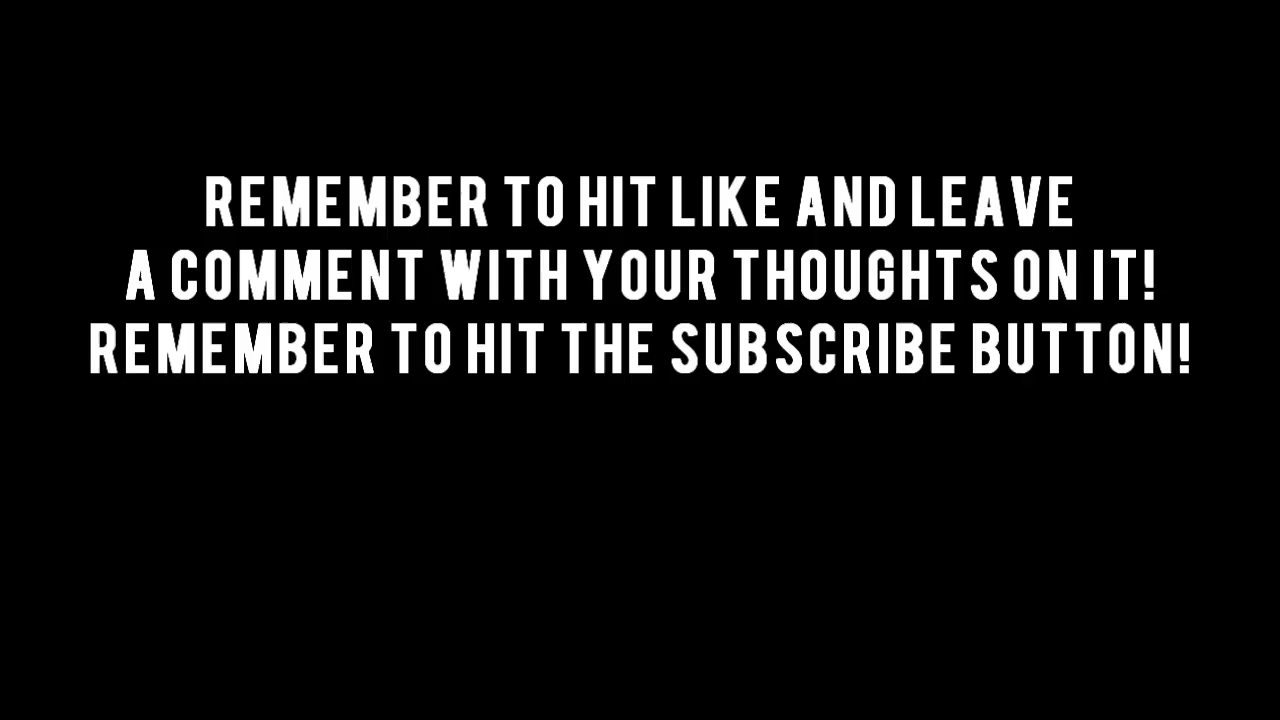 REMEMBER TO HIT LIKE AND LEAVE
A COMMENT WITH YOUR THOUGHTS ON IT!
REMEMBER TO HIT THE SUBSCRIBE BUTTON!